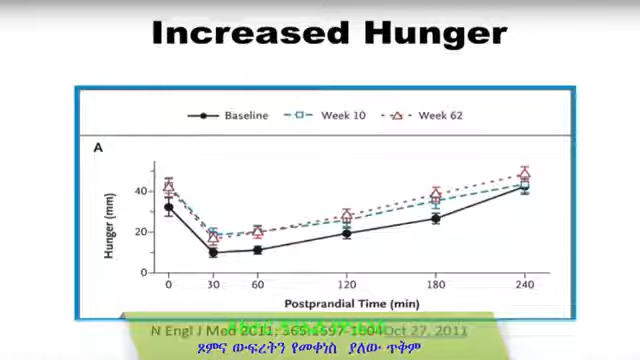 Increased Hunger
Baseline Week 10 Week 62
A
Hunger (mm)
40
20
0
0 30 60 120 180 240
Postprandial Time (min)
N Engl J Med 2011; 365:1597-1604 Oct 27, 2011
ጾምና ውፍረትን የመቀነስ ያለው ጥቅም